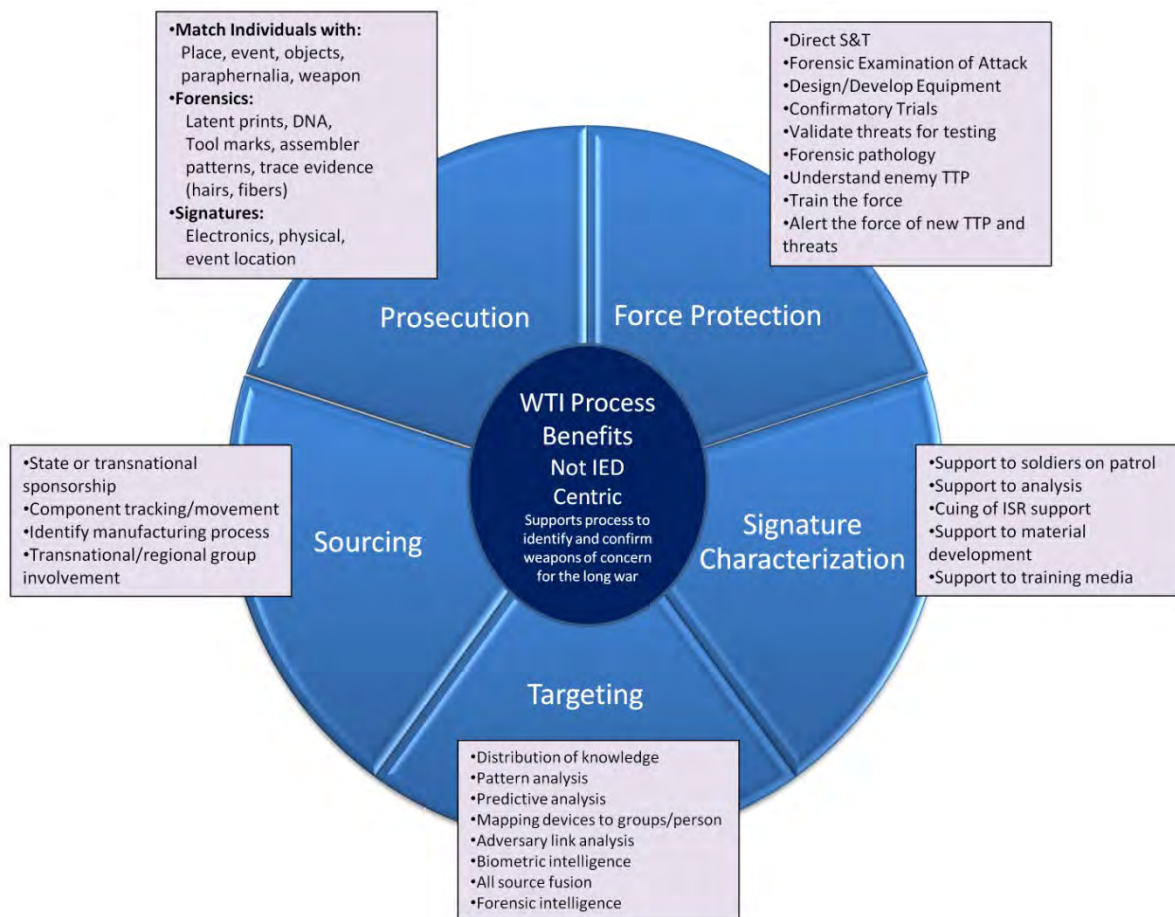 •Match Individuals with:
Place, event, objects,
paraphernalia, weapon
•Forensics:
Latent prints, DNA,
Tool marks, assembler
patterns, trace evidence
(hairs, fibers)
•Signatures:
Electronics, physical,
event location
•Direct S&T
•Forensic Examination of Attack
•Design/Develop Equipment
•Confirmatory Trials
•Validate threats for testing
•Forensic pathology
•Understand enemy TTP
•Train the force
•Alert the force of new TTP and
threats
Prosecution
Force Protection
WTI Process
Benefits
Not IED
Centric
Supports process to
identify and confirm
weapons of concern
for the long war
•State or transnational
sponsorship
•Component tracking/movement
•Identify manufacturing process
•Transnational/regional group
involvement
Sourcing
Signature
Characterization
•Support to soldiers on patrol
•Support to analysis
•Cuing of ISR support
•Support to material
development
•Support to training media
Targeting
•Distribution of knowledge
•Pattern analysis
•Predictive analysis
•Mapping devices to groups/person
•Adversary link analysis
•Biometric intelligence
•All source fusion
•Forensic intelligence